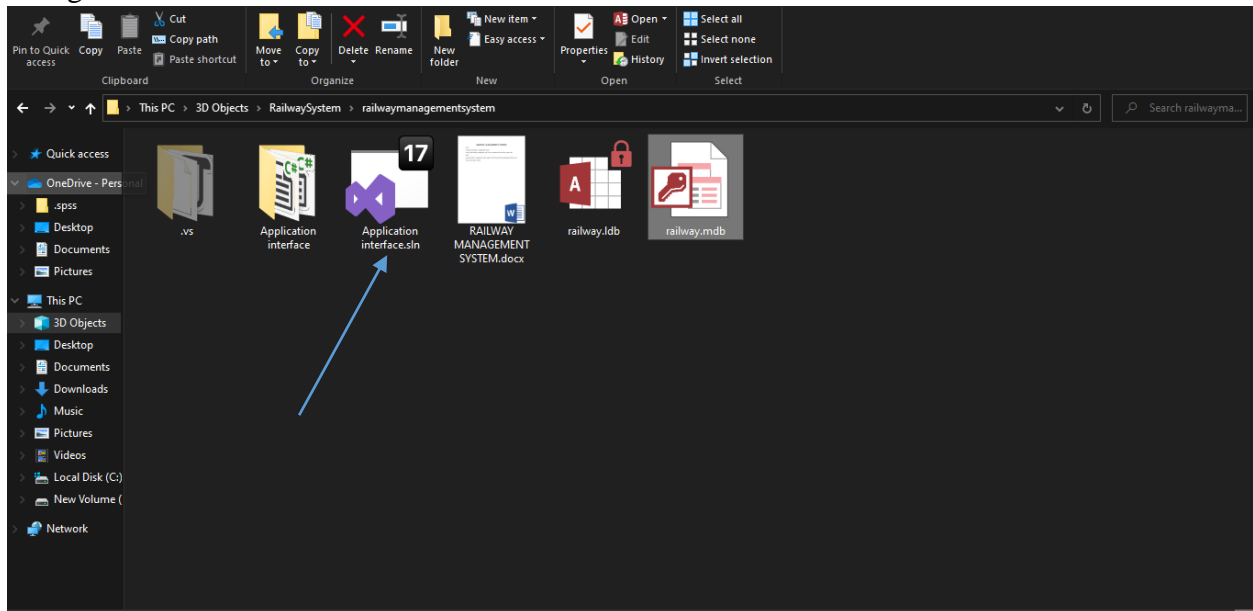 Cut
Copy path
Paste shortcut
Pin to Quick access
Copy
Paste
Clipboard
Move to
Copy to
Delete
Rename
Organize
New item
Easy access
New folder
New
Properties
Open
Edit
History
Open
Select all
Select none
Invert selection
Select
This PC > 3D Objects > RailwaySystem > railwaymanagementsystem
Search railwayma...
Quick access
OneDrive - Personal
.spss
Desktop
Documents
Pictures
This PC
3D Objects
Desktop
Documents
Downloads
Music
Pictures
Videos
Local Disk (C:)
New Volume (
Network
.vs
C# C#
Application
interface
17
Application
interface.sln
W
RAILWAY
MANAGEMENT
SYSTEM.docx
A
railway.ldb
railway.mdb